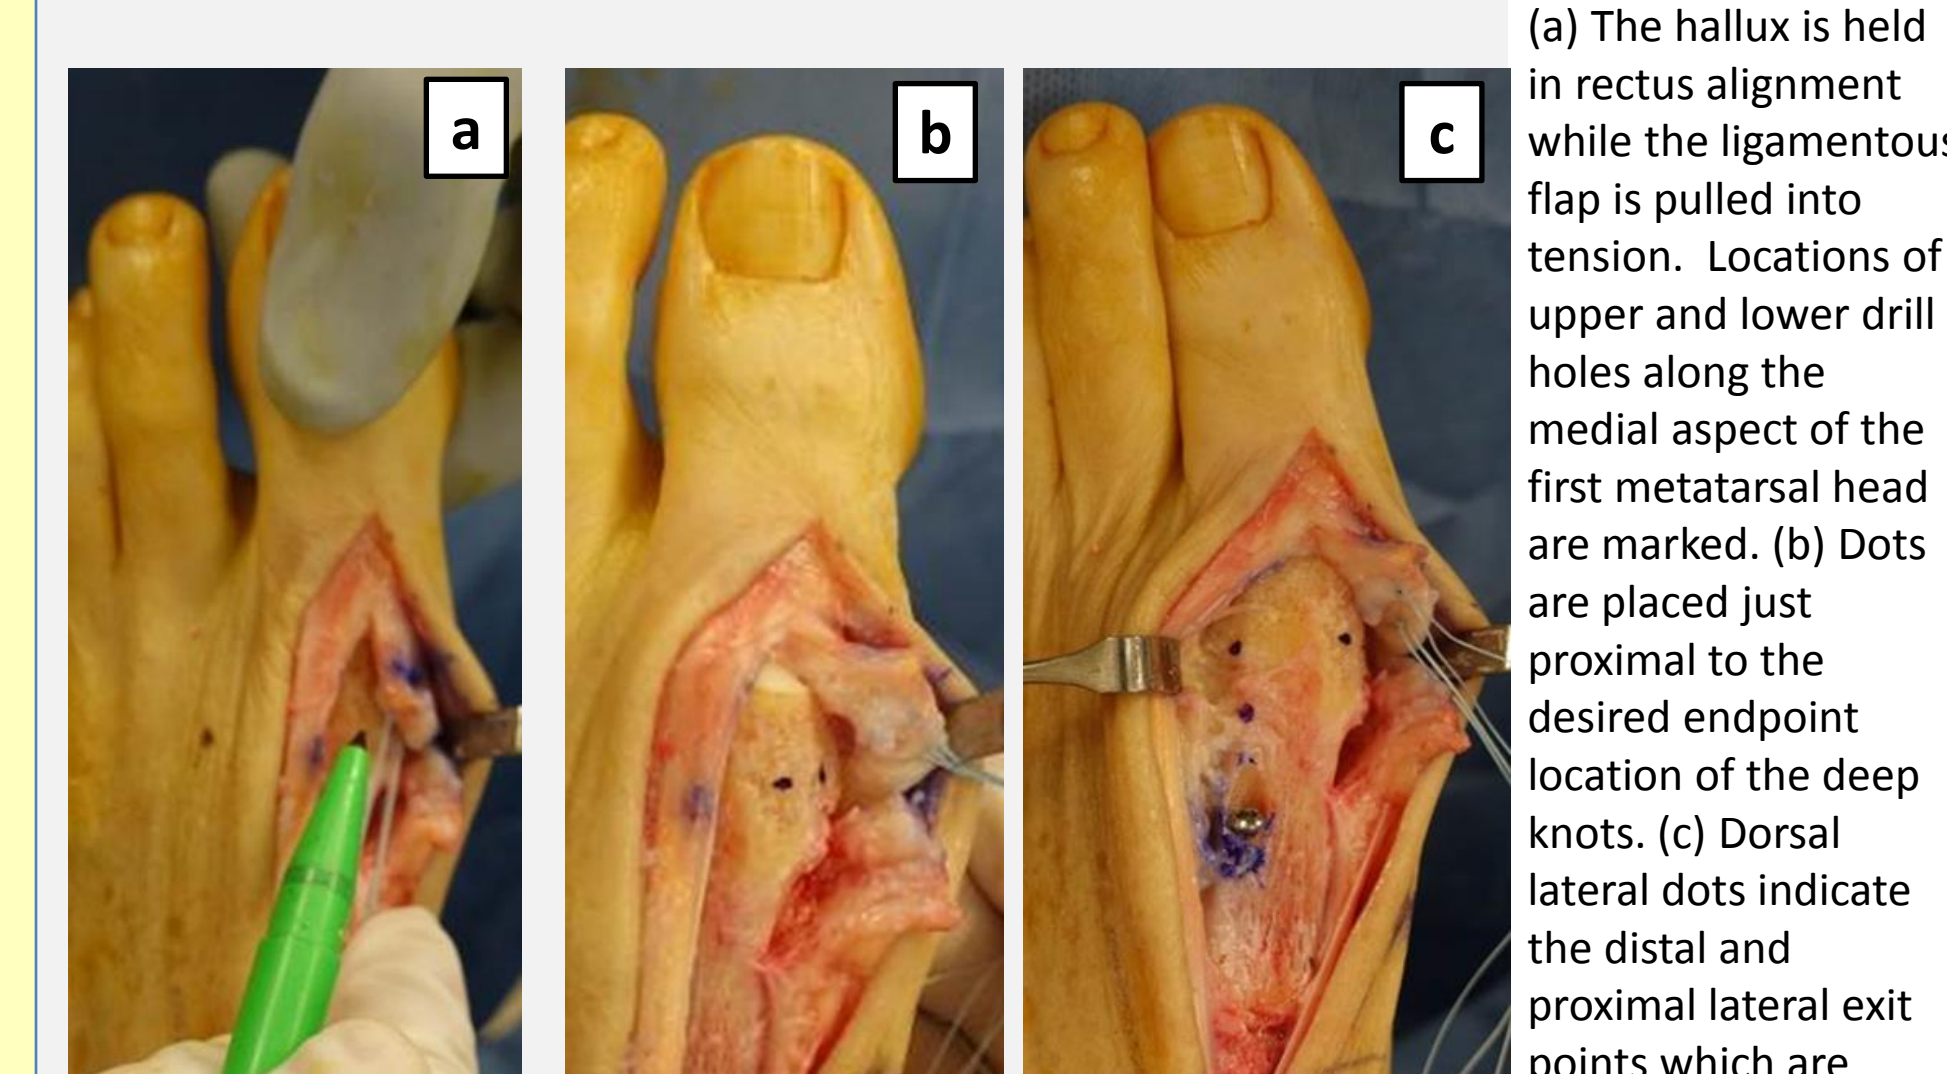 a
b
c
(a) The hallux is held
in rectus alignment
while the ligamentous
flap is pulled into
tension.  Locations of
upper and lower drill
holes along the
medial aspect of the
first metatarsal head
are marked. (b) Dots
are placed just
proximal to the
desired endpoint
location of the deep
knots. (c) Dorsal
lateral dots indicate
the distal and
proximal lateral exit
points which are